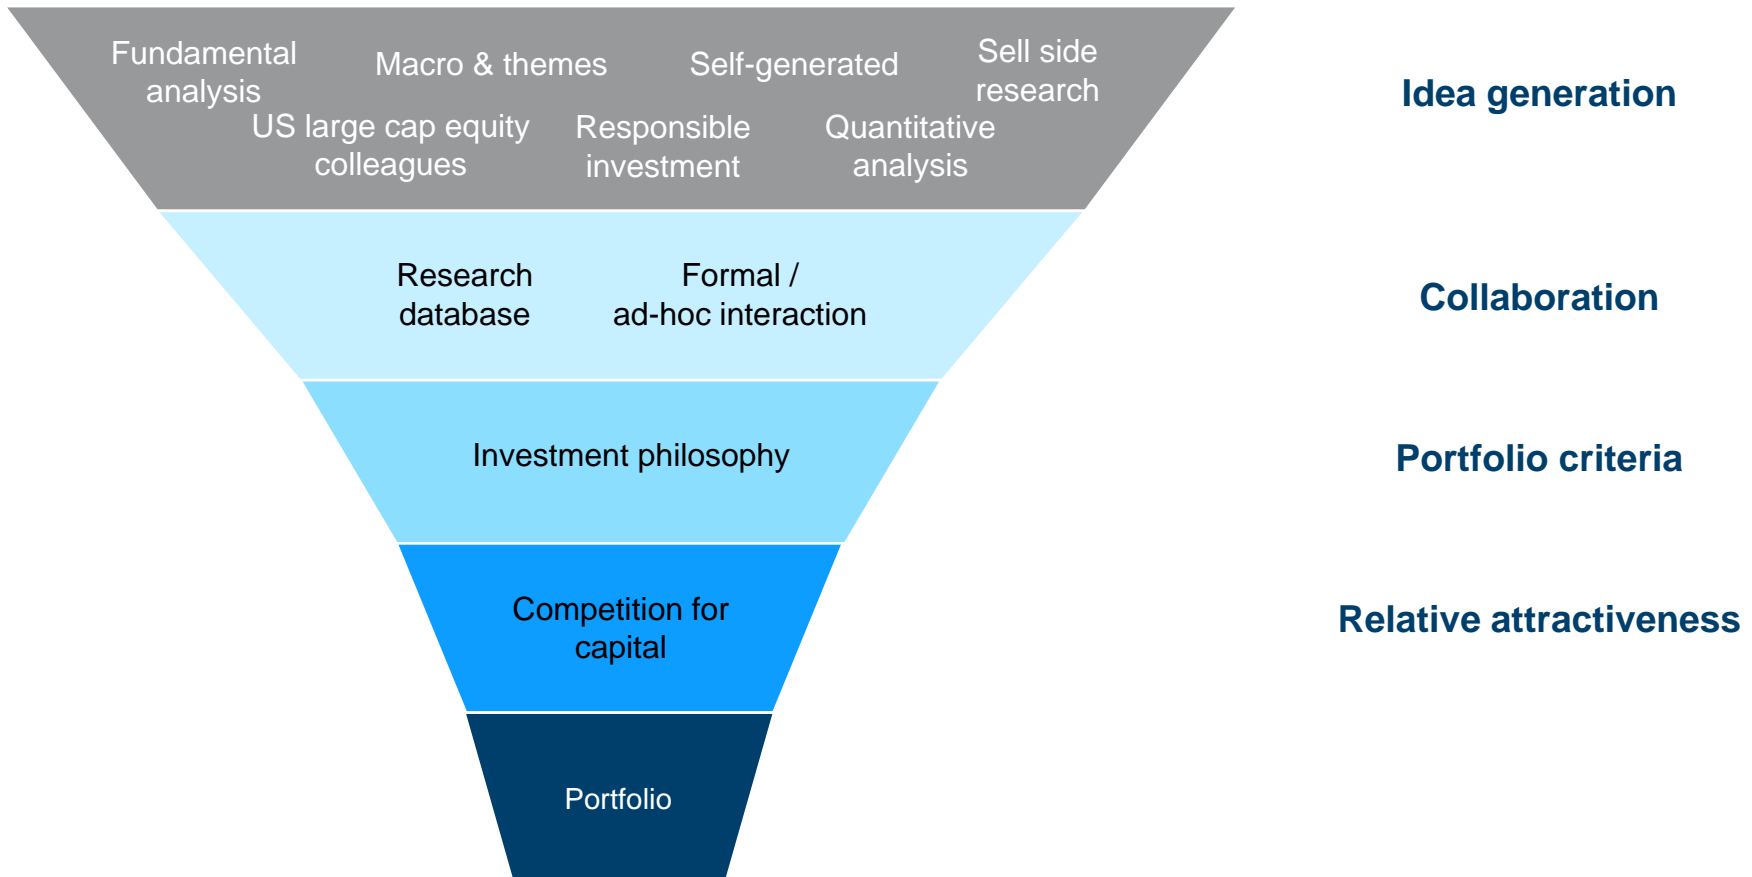 Fundamental
analysis
Macro & themes
Self-generated
Sell side
research
US large cap equity
colleagues
Responsible
investment
Quantitative
analysis
Idea generation
Research
database
Formal /
ad-hoc interaction
Collaboration
Investment philosophy
Portfolio criteria
Competition for
capital
Relative attractiveness
Portfolio